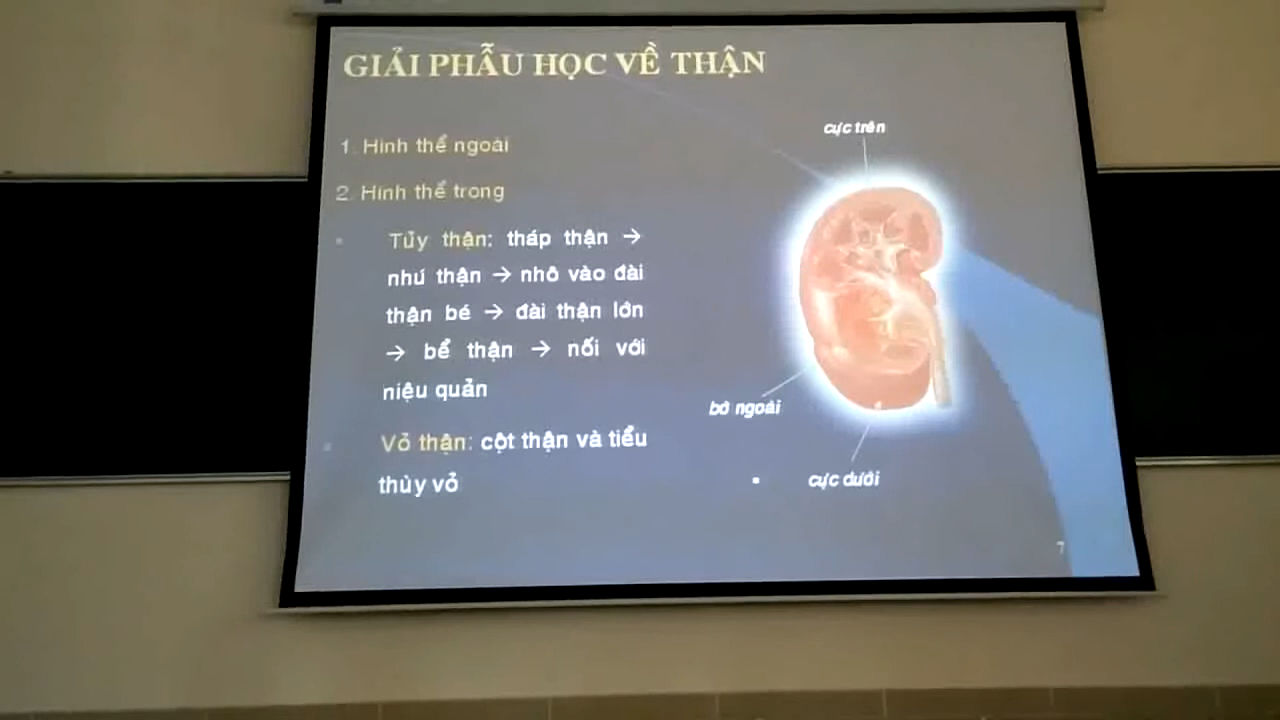 GIẢI PHẪU HỌC VỀ THẬN
1. Hình thể ngoài
2. Hình thể trong
Tủy thận: tháp thận →
nhú thận → nhô vào đài
thận bé → đài thận lớn
→ bể thận → nối với
niệu quản
Vỏ thận: cột thận và tiểu
thùy vỏ
cực trên
bờ ngoài
cực dưới
7